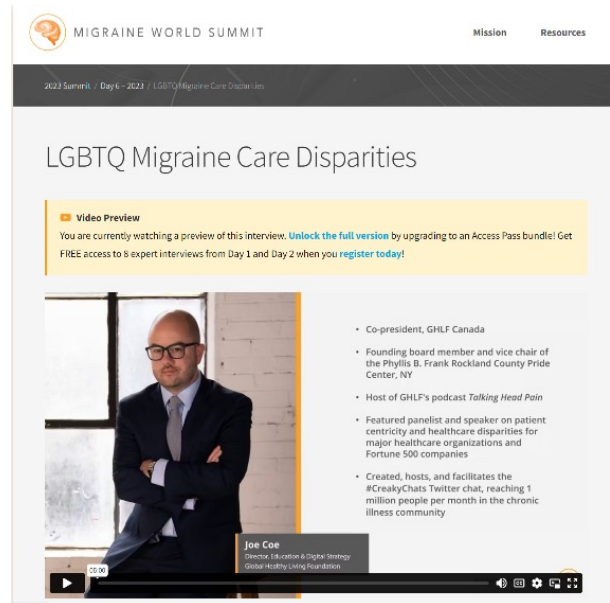 MIGRAINE WORLD SUMMIT
Mission
Resources
2023 Summit / Day 6 – 2023 / LGBTQ Migraine Care Disparities
LGBTQ Migraine Care Disparities
Video Preview
You are currently watching a preview of this interview. Unlock the full version by upgrading to an Access Pass bundle! Get
FREE access to 8 expert interviews from Day 1 and Day 2 when you register today!
• Co-president, GHLF Canada
• Founding board member and vice chair of
the Phyllis B. Frank Rockland County Pride
Center, NY
• Host of GHLF's podcast Talking Head Pain
• Featured panelist and speaker on patient
centricity and healthcare disparities for
major healthcare organizations and
Fortune 500 companies
• Created, hosts, and facilitates the
#CreakyChats Twitter chat, reaching 1
million people per month in the chronic
illness community
Joe Coe
Director, Education & Digital Strategy
Global Healthy Living Foundation